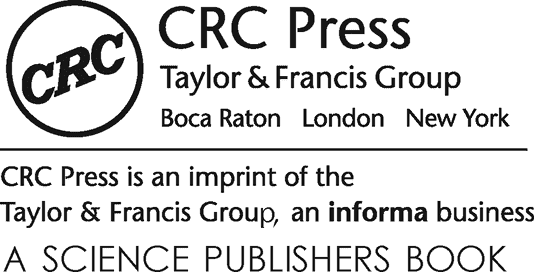 CRC
CRC Press
Taylor & Francis Group
Boca Raton London New York
CRC Press is an imprint of the
Taylor & Francis Group, an informa business
A SCIENCE PUBLISHERS BOOK